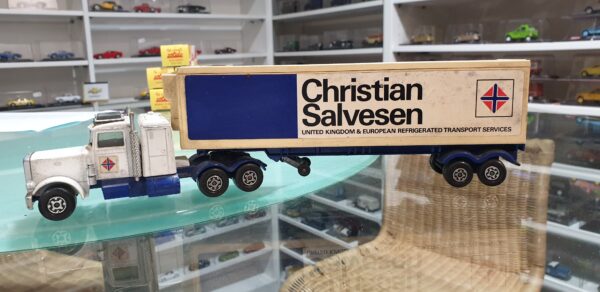 Christian
Salvesen
UNITED KINGDOM & EUROPEAN REFRIGERATED TRANSPORT SERVICES